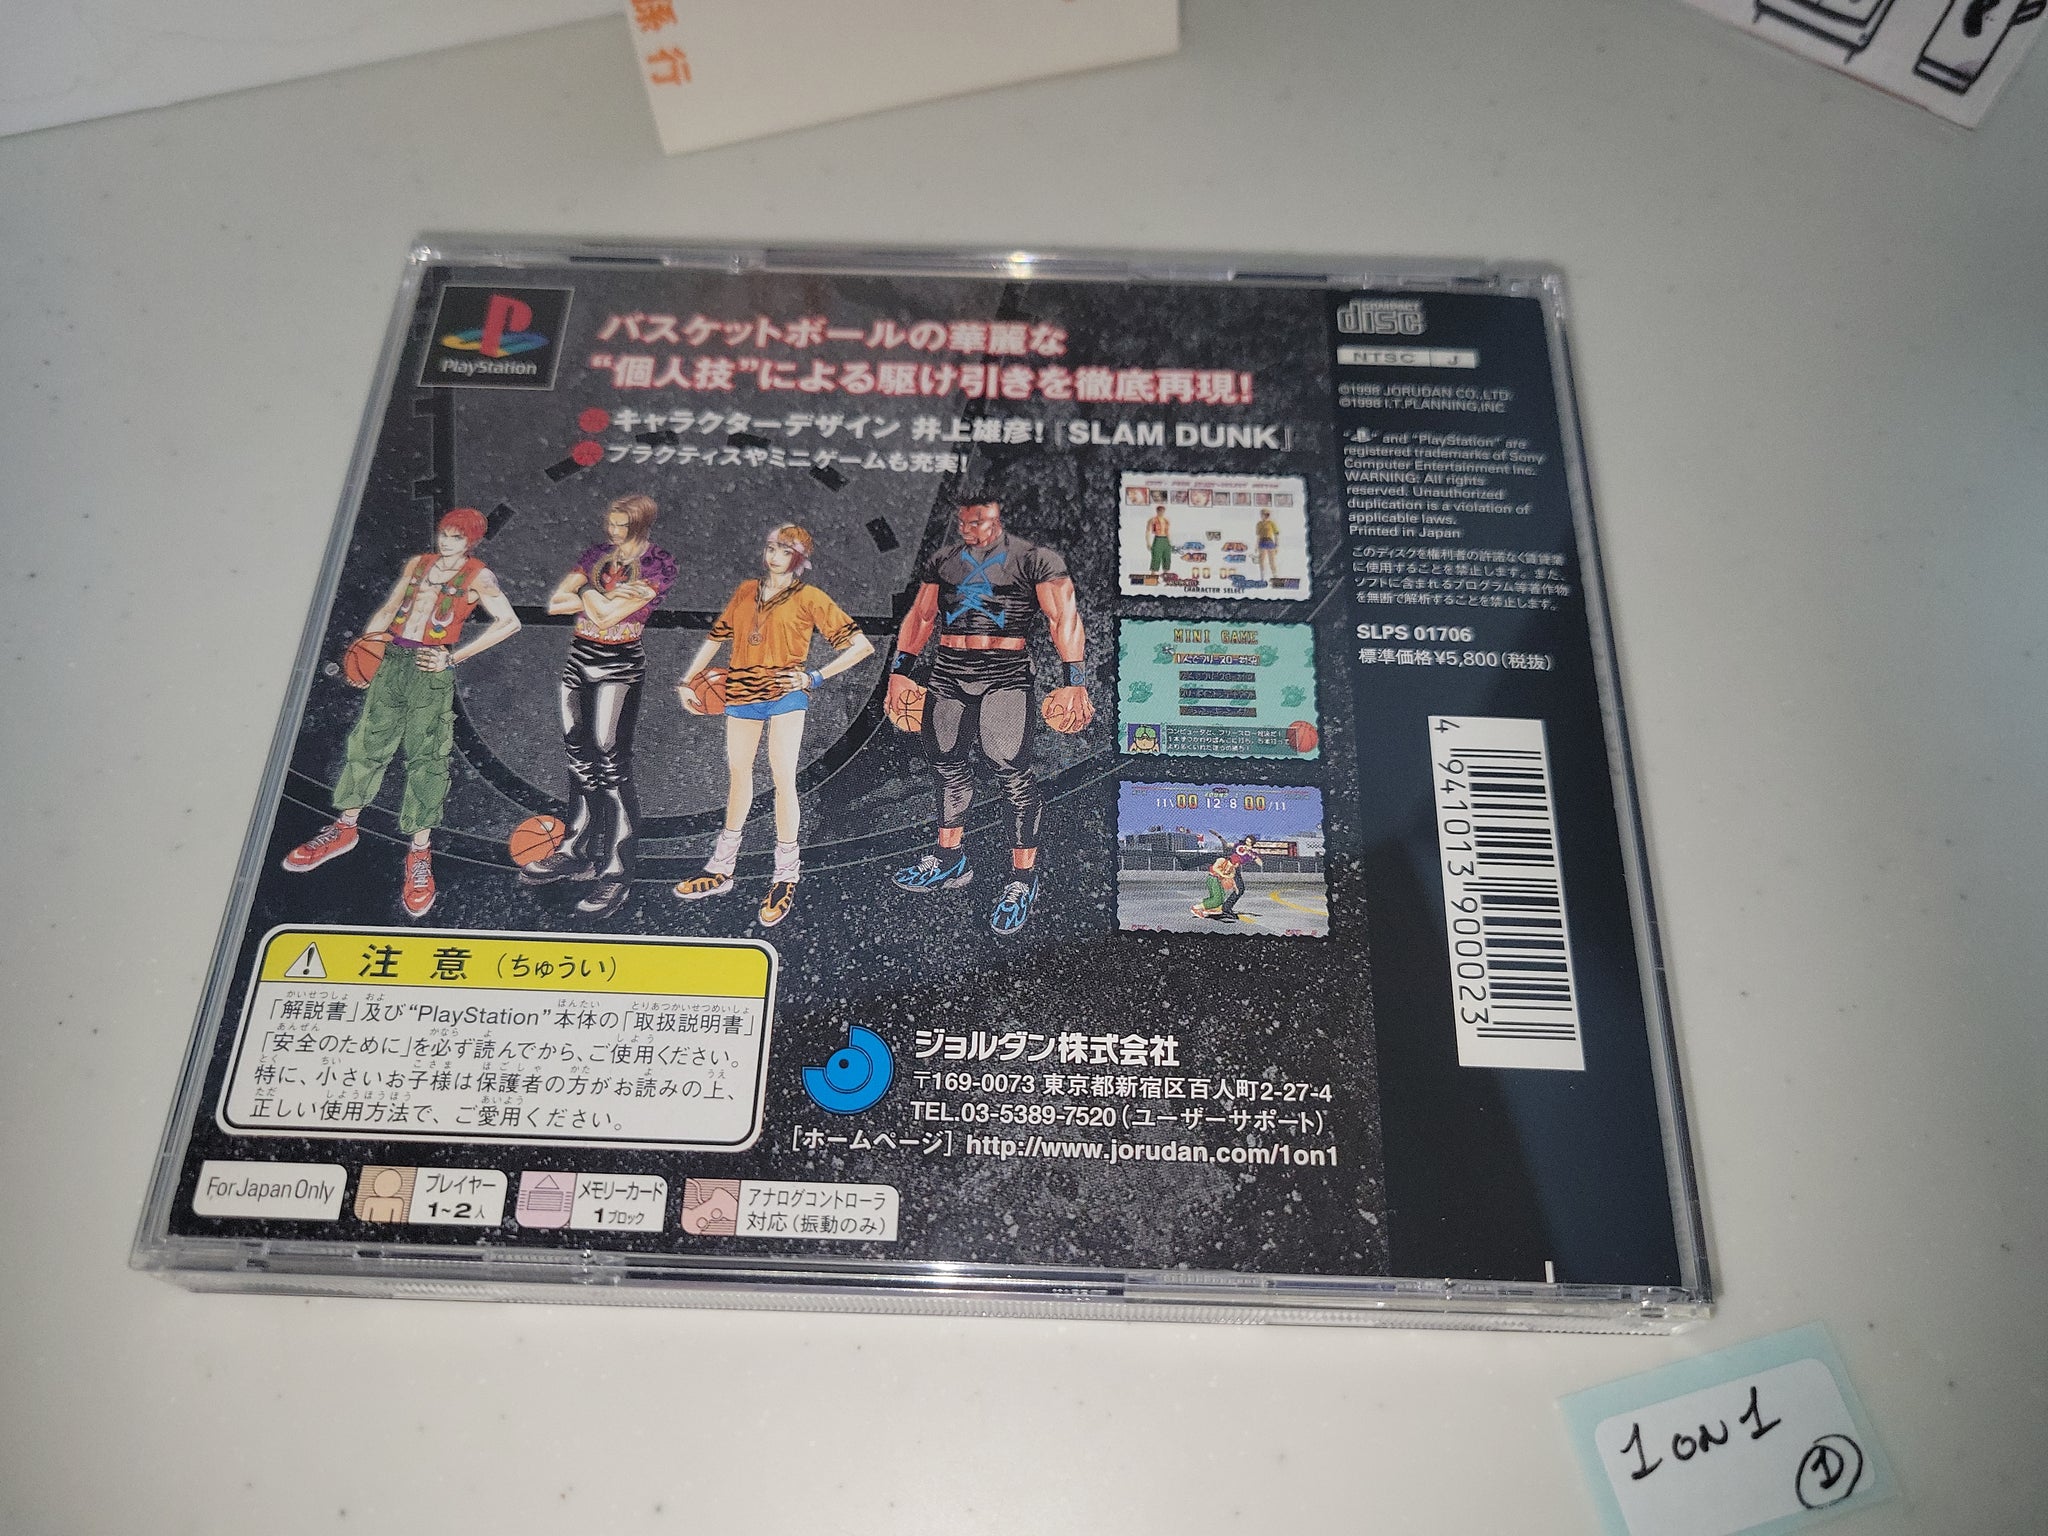 藤 行
PlayStation
バスケットボールの華麗な
“個人技”による駆け引きを徹底再現!
キャラクターデザイン 井上雄彦!『SLAM DUNK』
プラクティスやミニゲームも充実!
VS
CHARACTER SELECT
MINI GAME
11\00 12:8 00/11
COMPACT
disc
NTSC J
©1998 JORUDAN CO.,LTD.
©1998 I.T.PLANNING,INC
"PS" and "PlayStation" are
registered trademarks of Sony
Computer Entertainment Inc.
WARNING: All rights
reserved. Unauthorized
duplication is a violation of
applicable laws.
Printed in Japan
このディスクを権利者の許諾なく賃貸業
に使用することを禁止します。また、
ソフトに含まれるプログラム等著作物
を無断で解析することを禁止します。
SLPS 01706
標準価格¥5,800(税抜)
4 941013 900023
注 意 (ちゅうい)
「解説書」及び“PlayStation”本体の「取扱説明書」
「安全のために」を必ず読んでから、ご使用ください。
特に、小さいお子様は保護者の方がお読みの上、
正しい使用方法で、ご愛用ください。
ジョルダン株式会社
〒169-0073 東京都新宿区百人町2-27-4
TEL.03-5389-7520(ユーザーサポート)
[ホームページ] http://www.jorudan.com/1on1
For Japan Only
プレイヤー
1~2人
メモリーカード
1ブロック
アナログコントローラ
対応(振動のみ)
1 ON 1
D